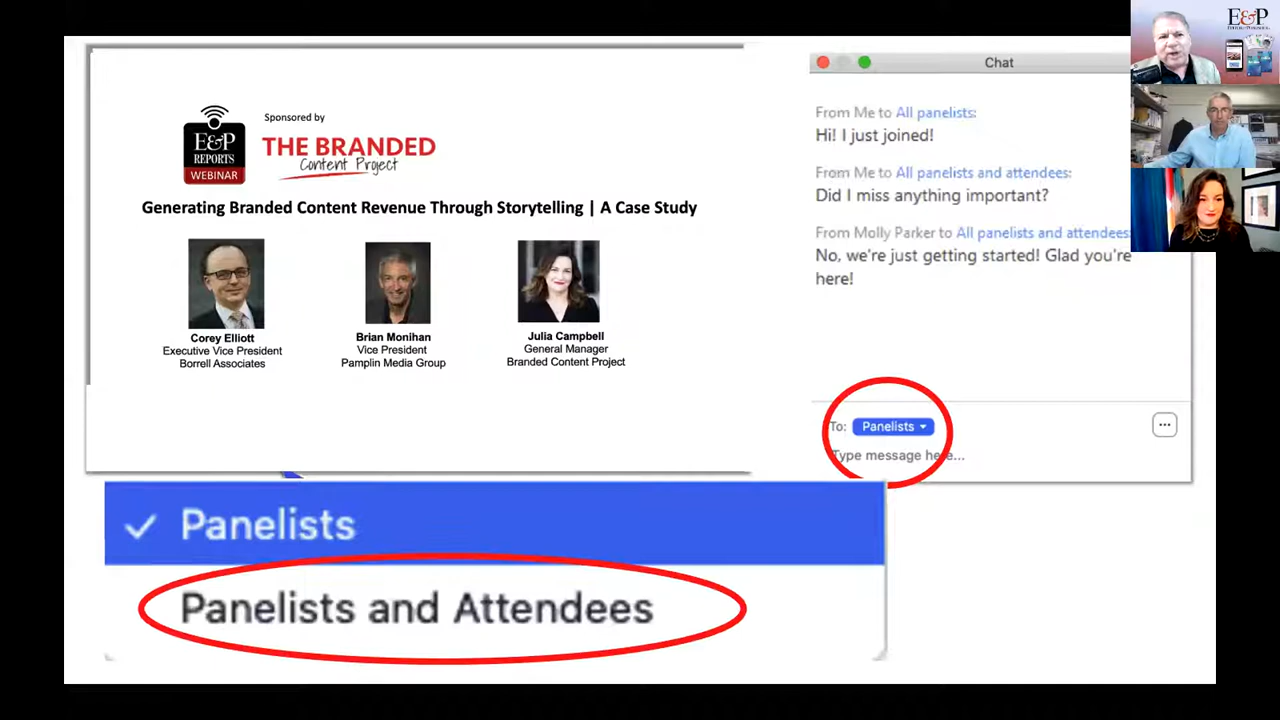 E&P
Sponsored by
E&P
REPORTS
WEBINAR
THE BRANDED
Content Project
Generating Branded Content Revenue Through Storytelling | A Case Study
Corey Elliott
Executive Vice President
Borrell Associates
Brian Monihan
Vice President
Pamplin Media Group
Julia Campbell
General Manager
Branded Content Project
Chat
From Me to All panelists:
Hi! I just joined!
From Me to All panelists and attendees:
Did I miss anything important?
From Molly Parker to All panelists and attendees:
No, we're just getting started! Glad you're
here!
To: Panelists
Type message here...
Panelists
Panelists and Attendees